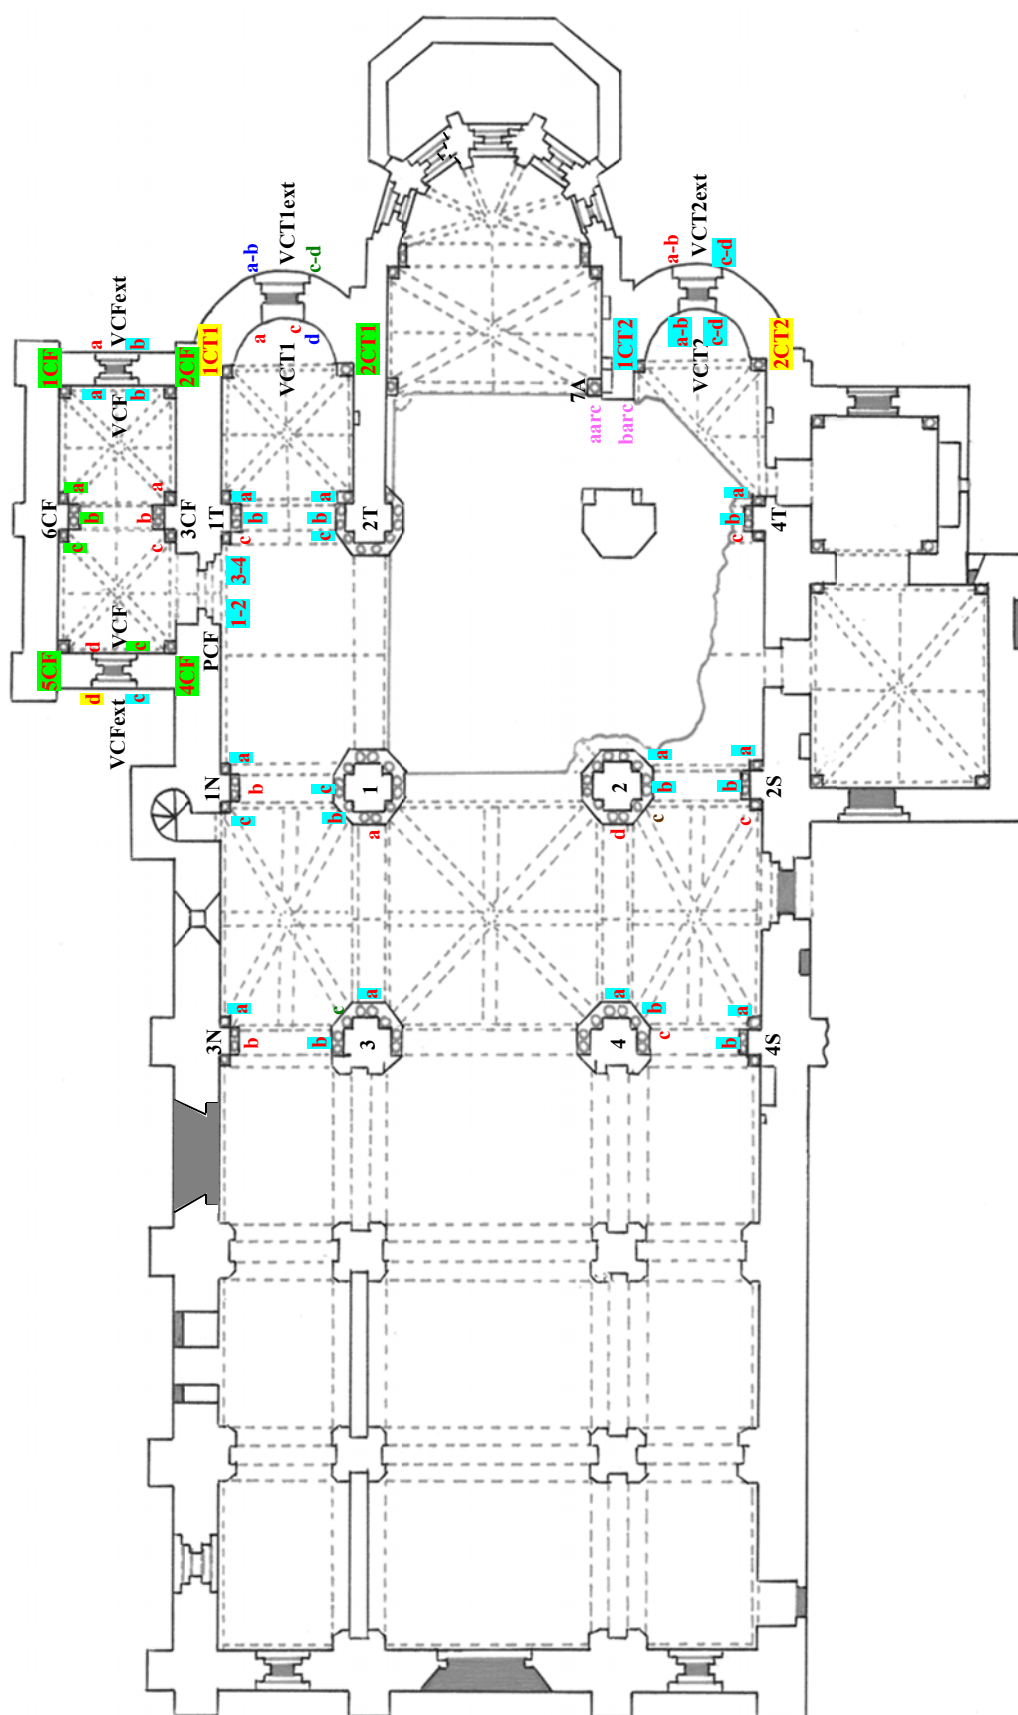 1CF
a
VCFext
b
2CF
1CT1
a
VCF
b
a-b
VCT1ext
c-d
a
VCT1
c
d
2CT1
a-b
VCT2ext
c-d
1CT2
a-b
VCT2
c-d
2CT2
7A
aarc
barc
6CF
a
b
c
a
b
c
3CF
1T
a
b
c
a
b
c
2T
a
b
c
4T
3-4
1-2
PCF
5CF
d
VCF
c
4CF
d
VCFext
c
1N
a
b
c
c
b
a
1
2
a
b
c
d
a
b
c
2S
3N
a
b
c
b
a
3
4
a
b
c
a
b
4S